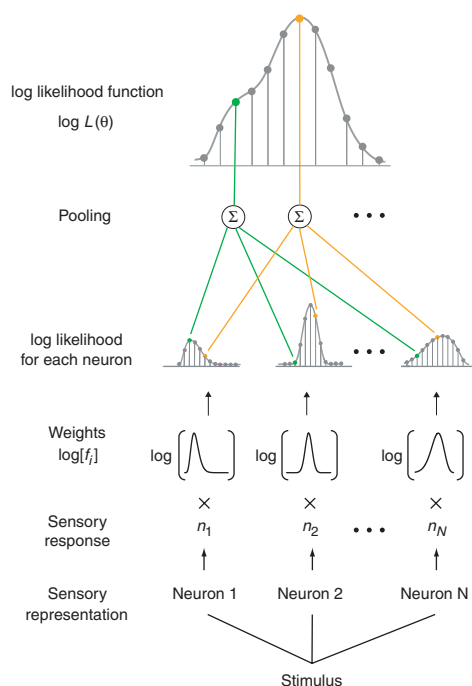 log likelihood function
log L(θ)
Pooling
Σ Σ • • •
log likelihood
for each neuron
• • •
Weights
log[fᵢ]
log log log
× × ×
Sensory
response
n₁ n₂ • • • n_N
Sensory
representation
Neuron 1 Neuron 2 Neuron N
Stimulus